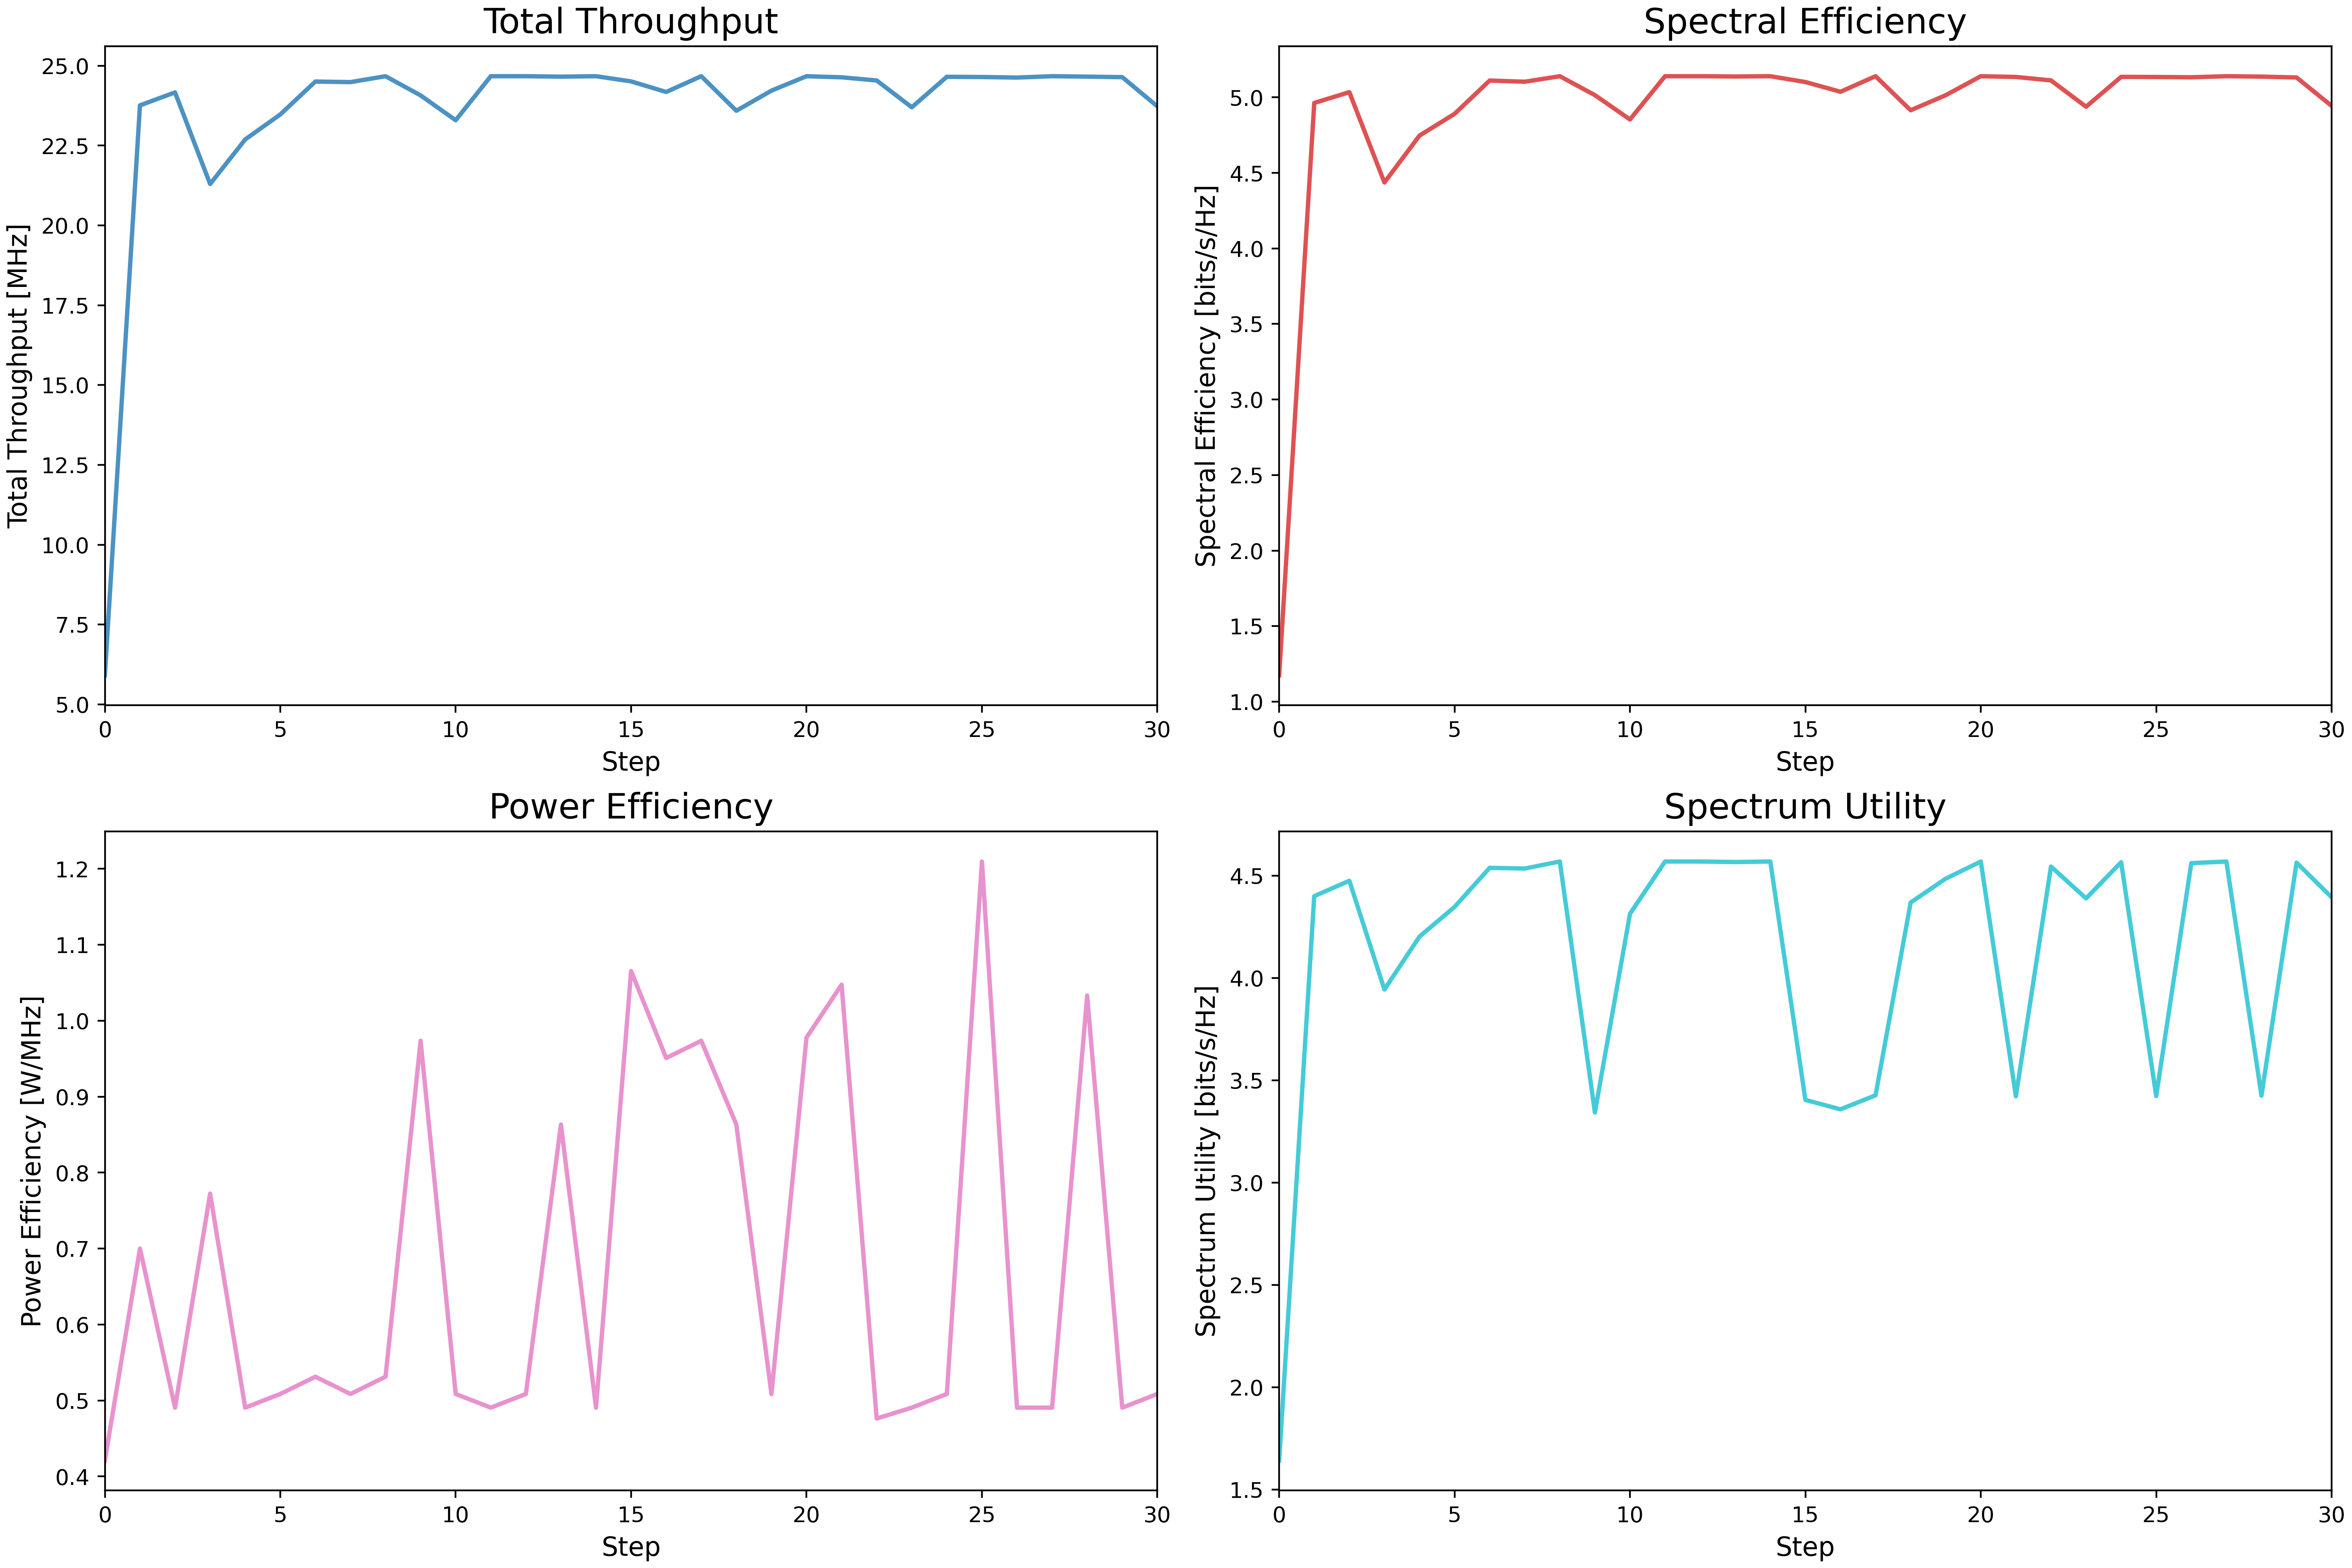 Total Throughput
Total Throughput [MHz]
25.0
22.5
20.0
17.5
15.0
12.5
10.0
7.5
5.0
0 5 10 15 20 25 30
Step
Spectral Efficiency
Spectral Efficiency [bits/s/Hz]
5.0
4.5
4.0
3.5
3.0
2.5
2.0
1.5
1.0
0 5 10 15 20 25 30
Step
Power Efficiency
Power Efficiency [W/MHz]
1.2
1.1
1.0
0.9
0.8
0.7
0.6
0.5
0.4
0 5 10 15 20 25 30
Step
Spectrum Utility
Spectrum Utility [bits/s/Hz]
4.5
4.0
3.5
3.0
2.5
2.0
1.5
0 5 10 15 20 25 30
Step